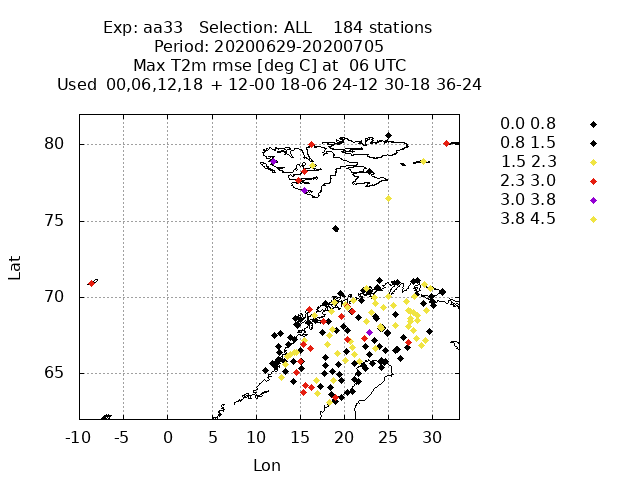 Exp: aa33   Selection: ALL    184 stations
Period: 20200629-20200705
Max T2m rmse [deg C] at  06 UTC
Used  00,06,12,18  + 12-00 18-06 24-12 30-18 36-24
0.0 0.8
0.8 1.5
1.5 2.3
2.3 3.0
3.0 3.8
3.8 4.5
80
75
70
65
Lat
-10 -5 0 5 10 15 20 25 30
Lon